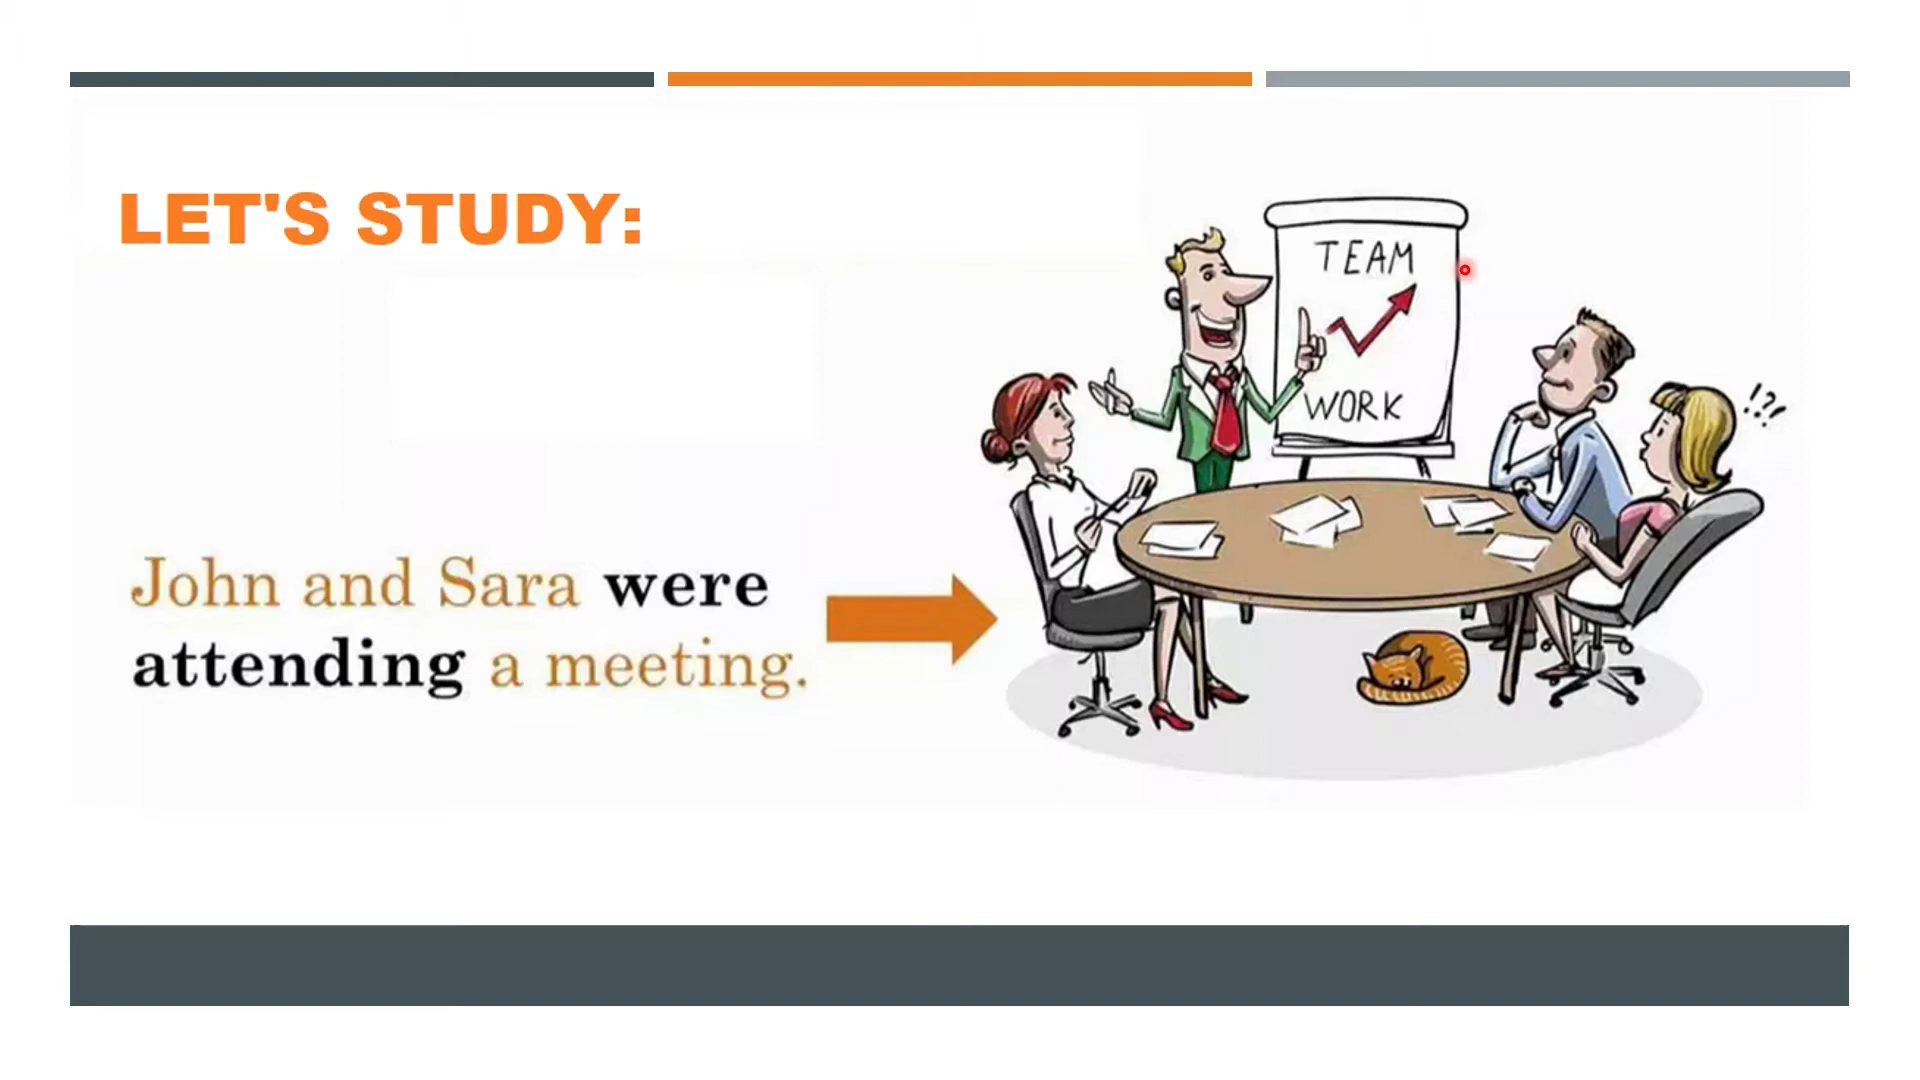 LET'S STUDY:
TEAM
WORK
!?!
John and Sara were
attending a meeting.